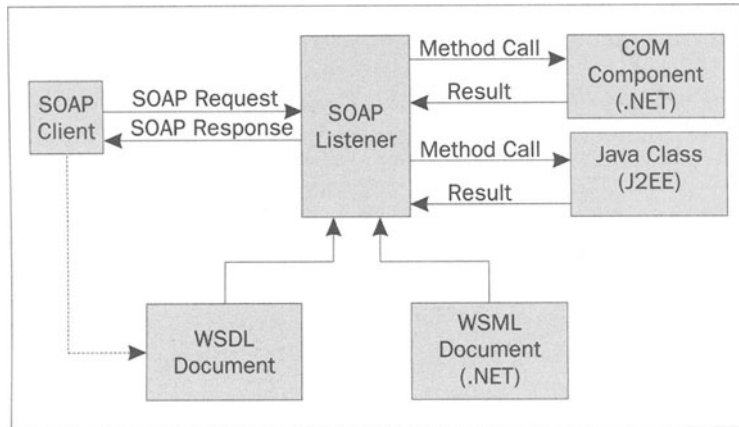 SOAP
Client
SOAP Request
SOAP Response
SOAP
Listener
Method Call
Result
Method Call
Result
COM
Component
(.NET)
Java Class
(J2EE)
WSDL
Document
WSML
Document
(.NET)